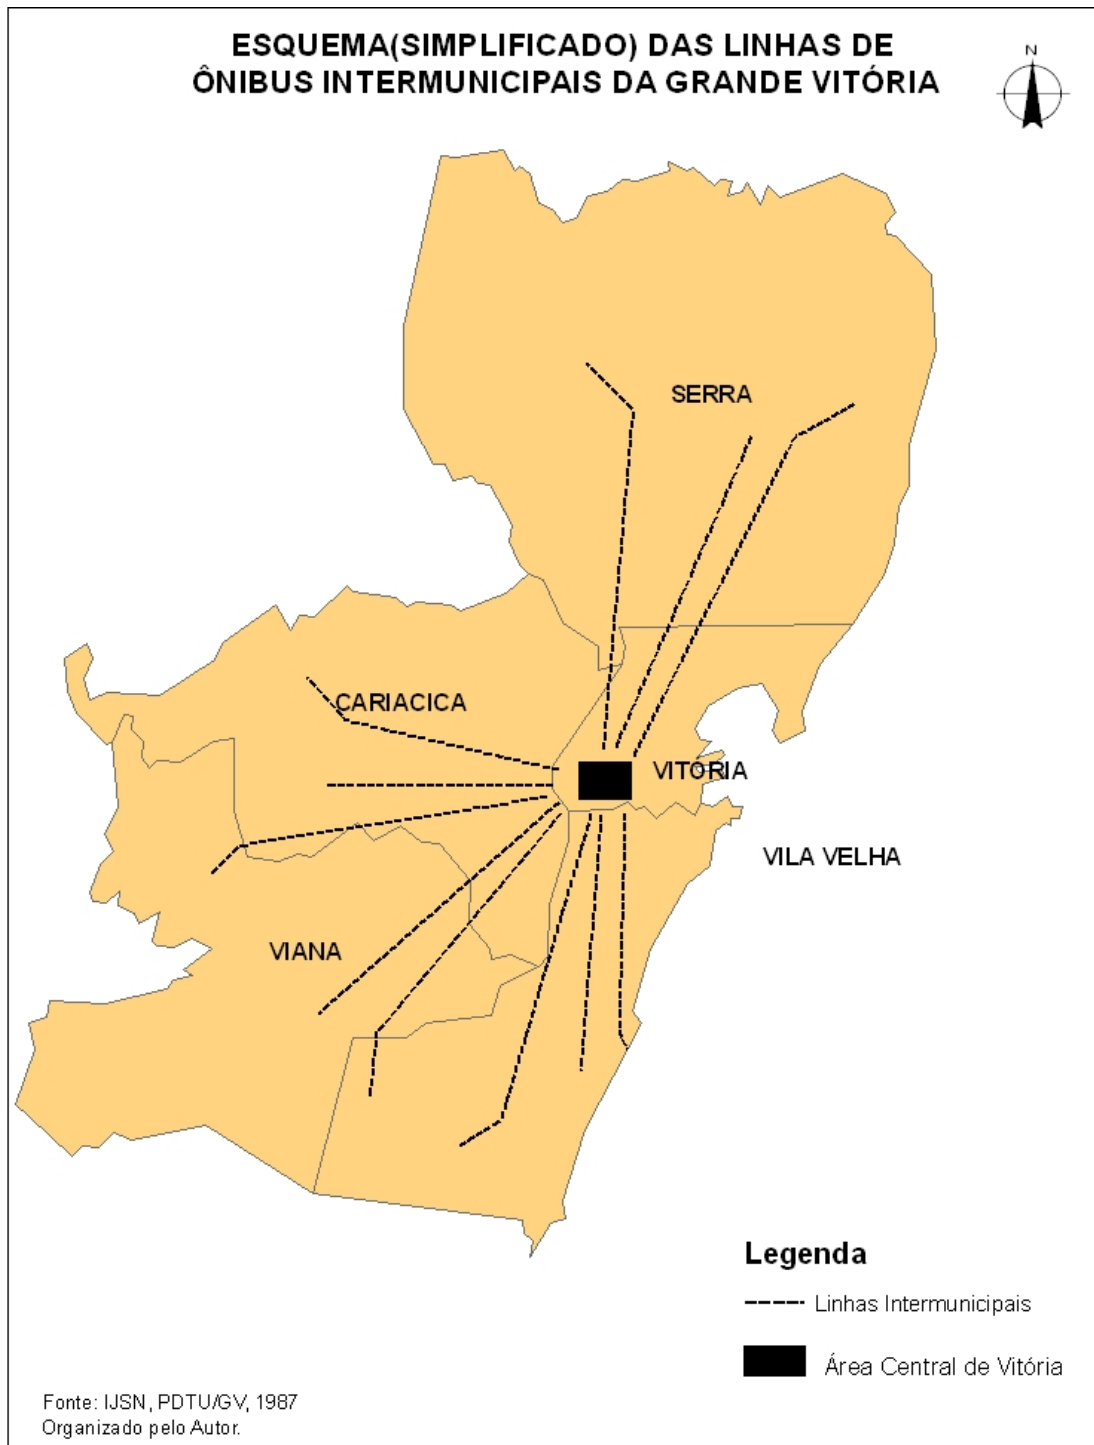 ESQUEMA(SIMPLIFICADO) DAS LINHAS DE
ÔNIBUS INTERMUNICIPAIS DA GRANDE VITÓRIA
N
SERRA
CARIACICA
VITORIA
VILA VELHA
VIANA
Legenda
Linhas Intermunicipais
Área Central de Vitória
Fonte: IJSN, PDTU/GV, 1987
Organizado pelo Autor.